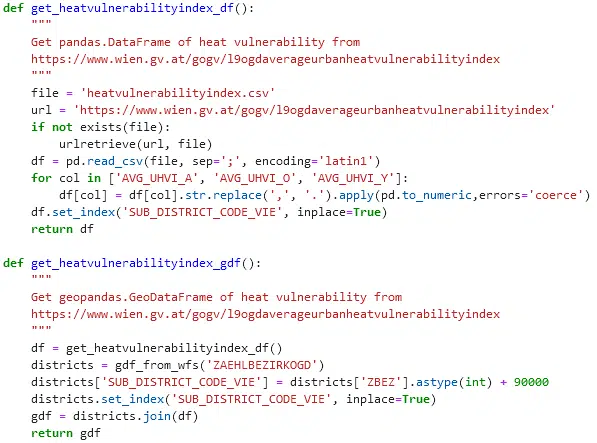 def get_heatvulnerabilityindex_df():
    """
    Get pandas.DataFrame of heat vulnerability from
    https://www.wien.gv.at/gogv/l9ogdaverageurbanheatvulnerabilityindex
    """
    file = 'heatvulnerabilityindex.csv'
    url = 'https://www.wien.gv.at/gogv/l9ogdaverageurbanheatvulnerabilityindex'
    if not exists(file):
        urlretrieve(url, file)
    df = pd.read_csv(file, sep=';', encoding='latin1')
    for col in ['AVG_UHVI_A', 'AVG_UHVI_O', 'AVG_UHVI_Y']:
        df[col] = df[col].str.replace(',', '.').apply(pd.to_numeric,errors='coerce')
    df.set_index('SUB_DISTRICT_CODE_VIE', inplace=True)
    return df

def get_heatvulnerabilityindex_gdf():
    """
    Get geopandas.GeoDataFrame of heat vulnerability from
    https://www.wien.gv.at/gogv/l9ogdaverageurbanheatvulnerabilityindex
    """
    df = get_heatvulnerabilityindex_df()
    districts = gdf_from_wfs('ZAEHLBEZIRKOGD')
    districts['SUB_DISTRICT_CODE_VIE'] = districts['ZBEZ'].astype(int) + 90000
    districts.set_index('SUB_DISTRICT_CODE_VIE', inplace=True)
    gdf = districts.join(df)
    return gdf